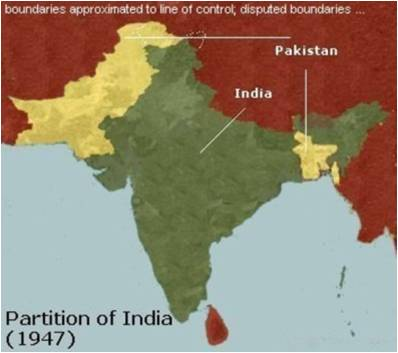 boundaries approximated to line of control; disputed boundaries ...
Pakistan
India
Partition of India
(1947)